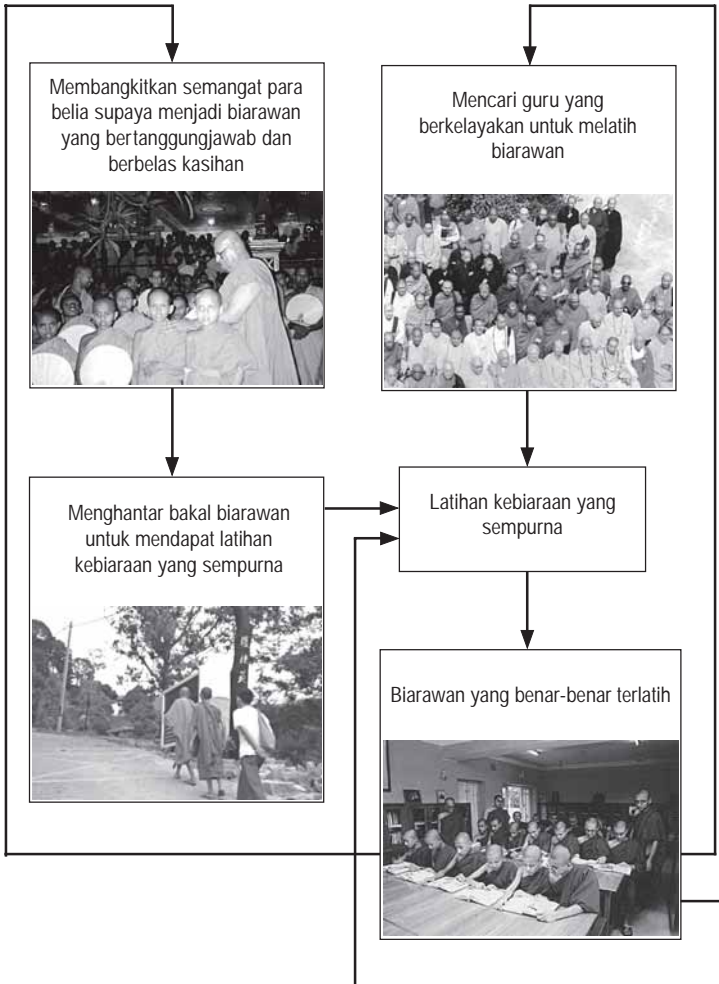 Membangkitkan semangat para
belia supaya menjadi biarawan
yang bertanggungjawab dan
berbelas kasihan
Mencari guru yang
berkelayakan untuk melatih
biarawan
Menghantar bakal biarawan
untuk mendapat latihan
kebiaraan yang sempurna
Latihan kebiaraan yang
sempurna
Biarawan yang benar-benar terlatih